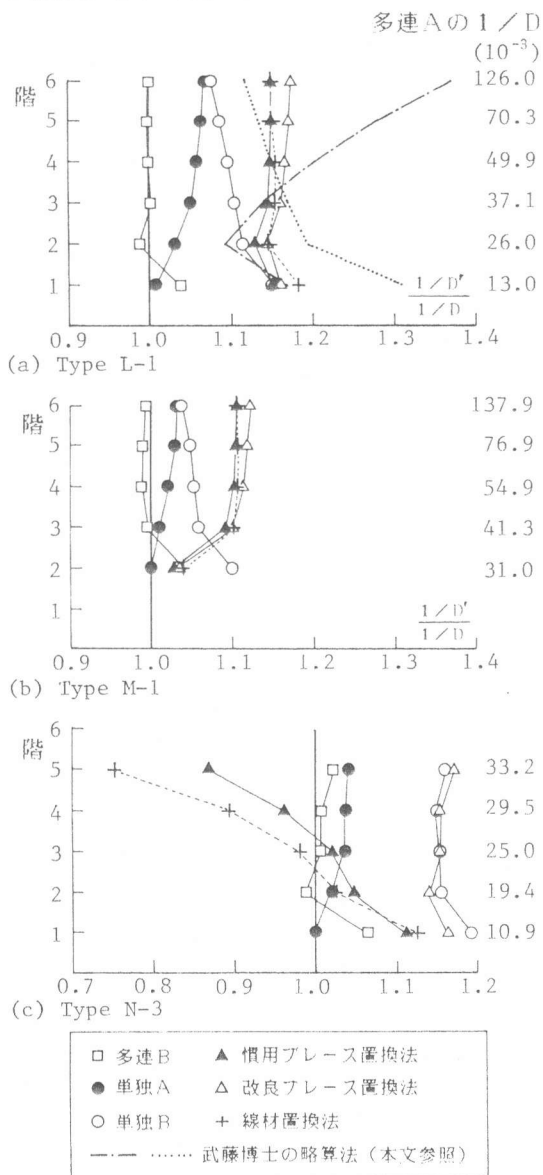 多連Aの1/D
(10⁻³)
階
6
5
4
3
2
1
126.0
70.3
49.9
37.1
26.0
13.0
1/D'
1/D
0.9 1.0 1.1 1.2 1.3 1.4
(a) Type L-1
階
6
5
4
3
2
1
137.9
76.9
54.9
41.3
31.0
1/D'
1/D
0.9 1.0 1.1 1.2 1.3 1.4
(b) Type M-1
階
6
5
4
3
2
1
33.2
29.5
25.0
19.4
10.9
0.7 0.8 0.9 1.0 1.1 1.2
(c) Type N-3
□ 多連B ▲ 慣用ブレース置換法
● 単独A △ 改良ブレース置換法
○ 単独B + 線材置換法
―・― …… 武藤博士の略算法(本文参照)